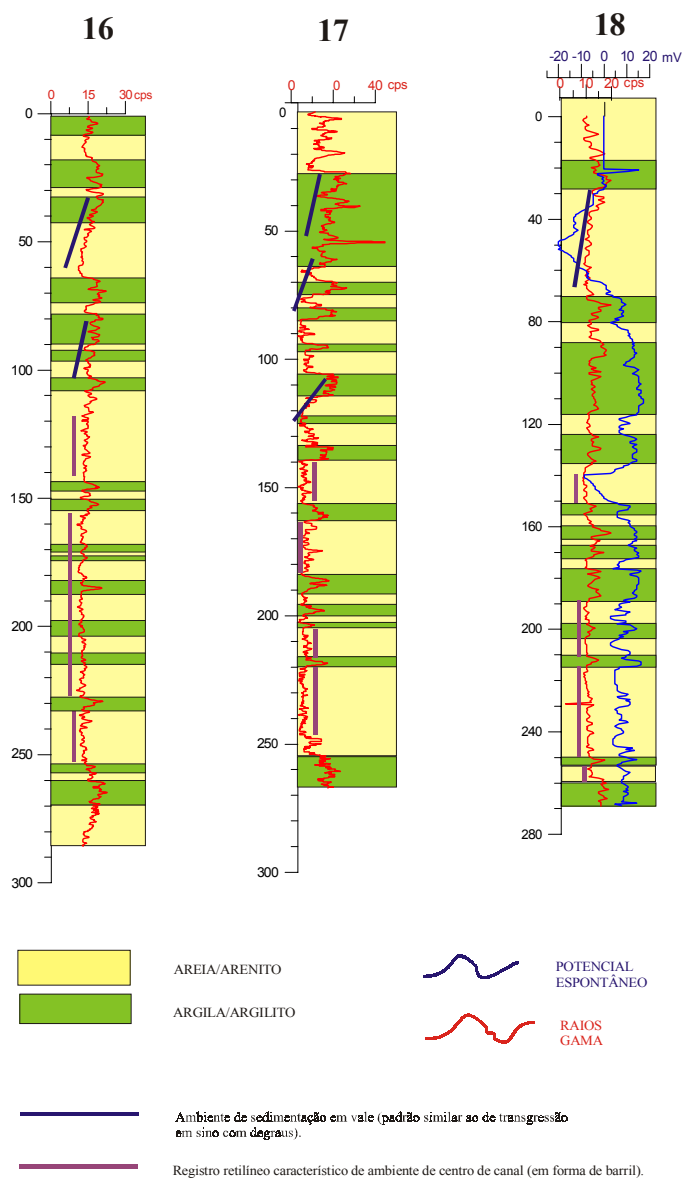 16
17
18
0 15 30 cps
0 20 40 cps
-20 -10 0 10 20 mV
0 10 20 cps
0
50
100
150
200
250
300
0
50
100
150
200
250
300
0
40
80
120
160
200
240
280
AREIA/ARENITO
ARGILA/ARGILITO
POTENCIAL
ESPONTÂNEO
RAIOS
GAMA
Ambiente de sedimentação em vale (padrão similar ao de transgressão
em sino com degraus).
Registro retilíneo característico de ambiente de centro de canal (em forma de barril).